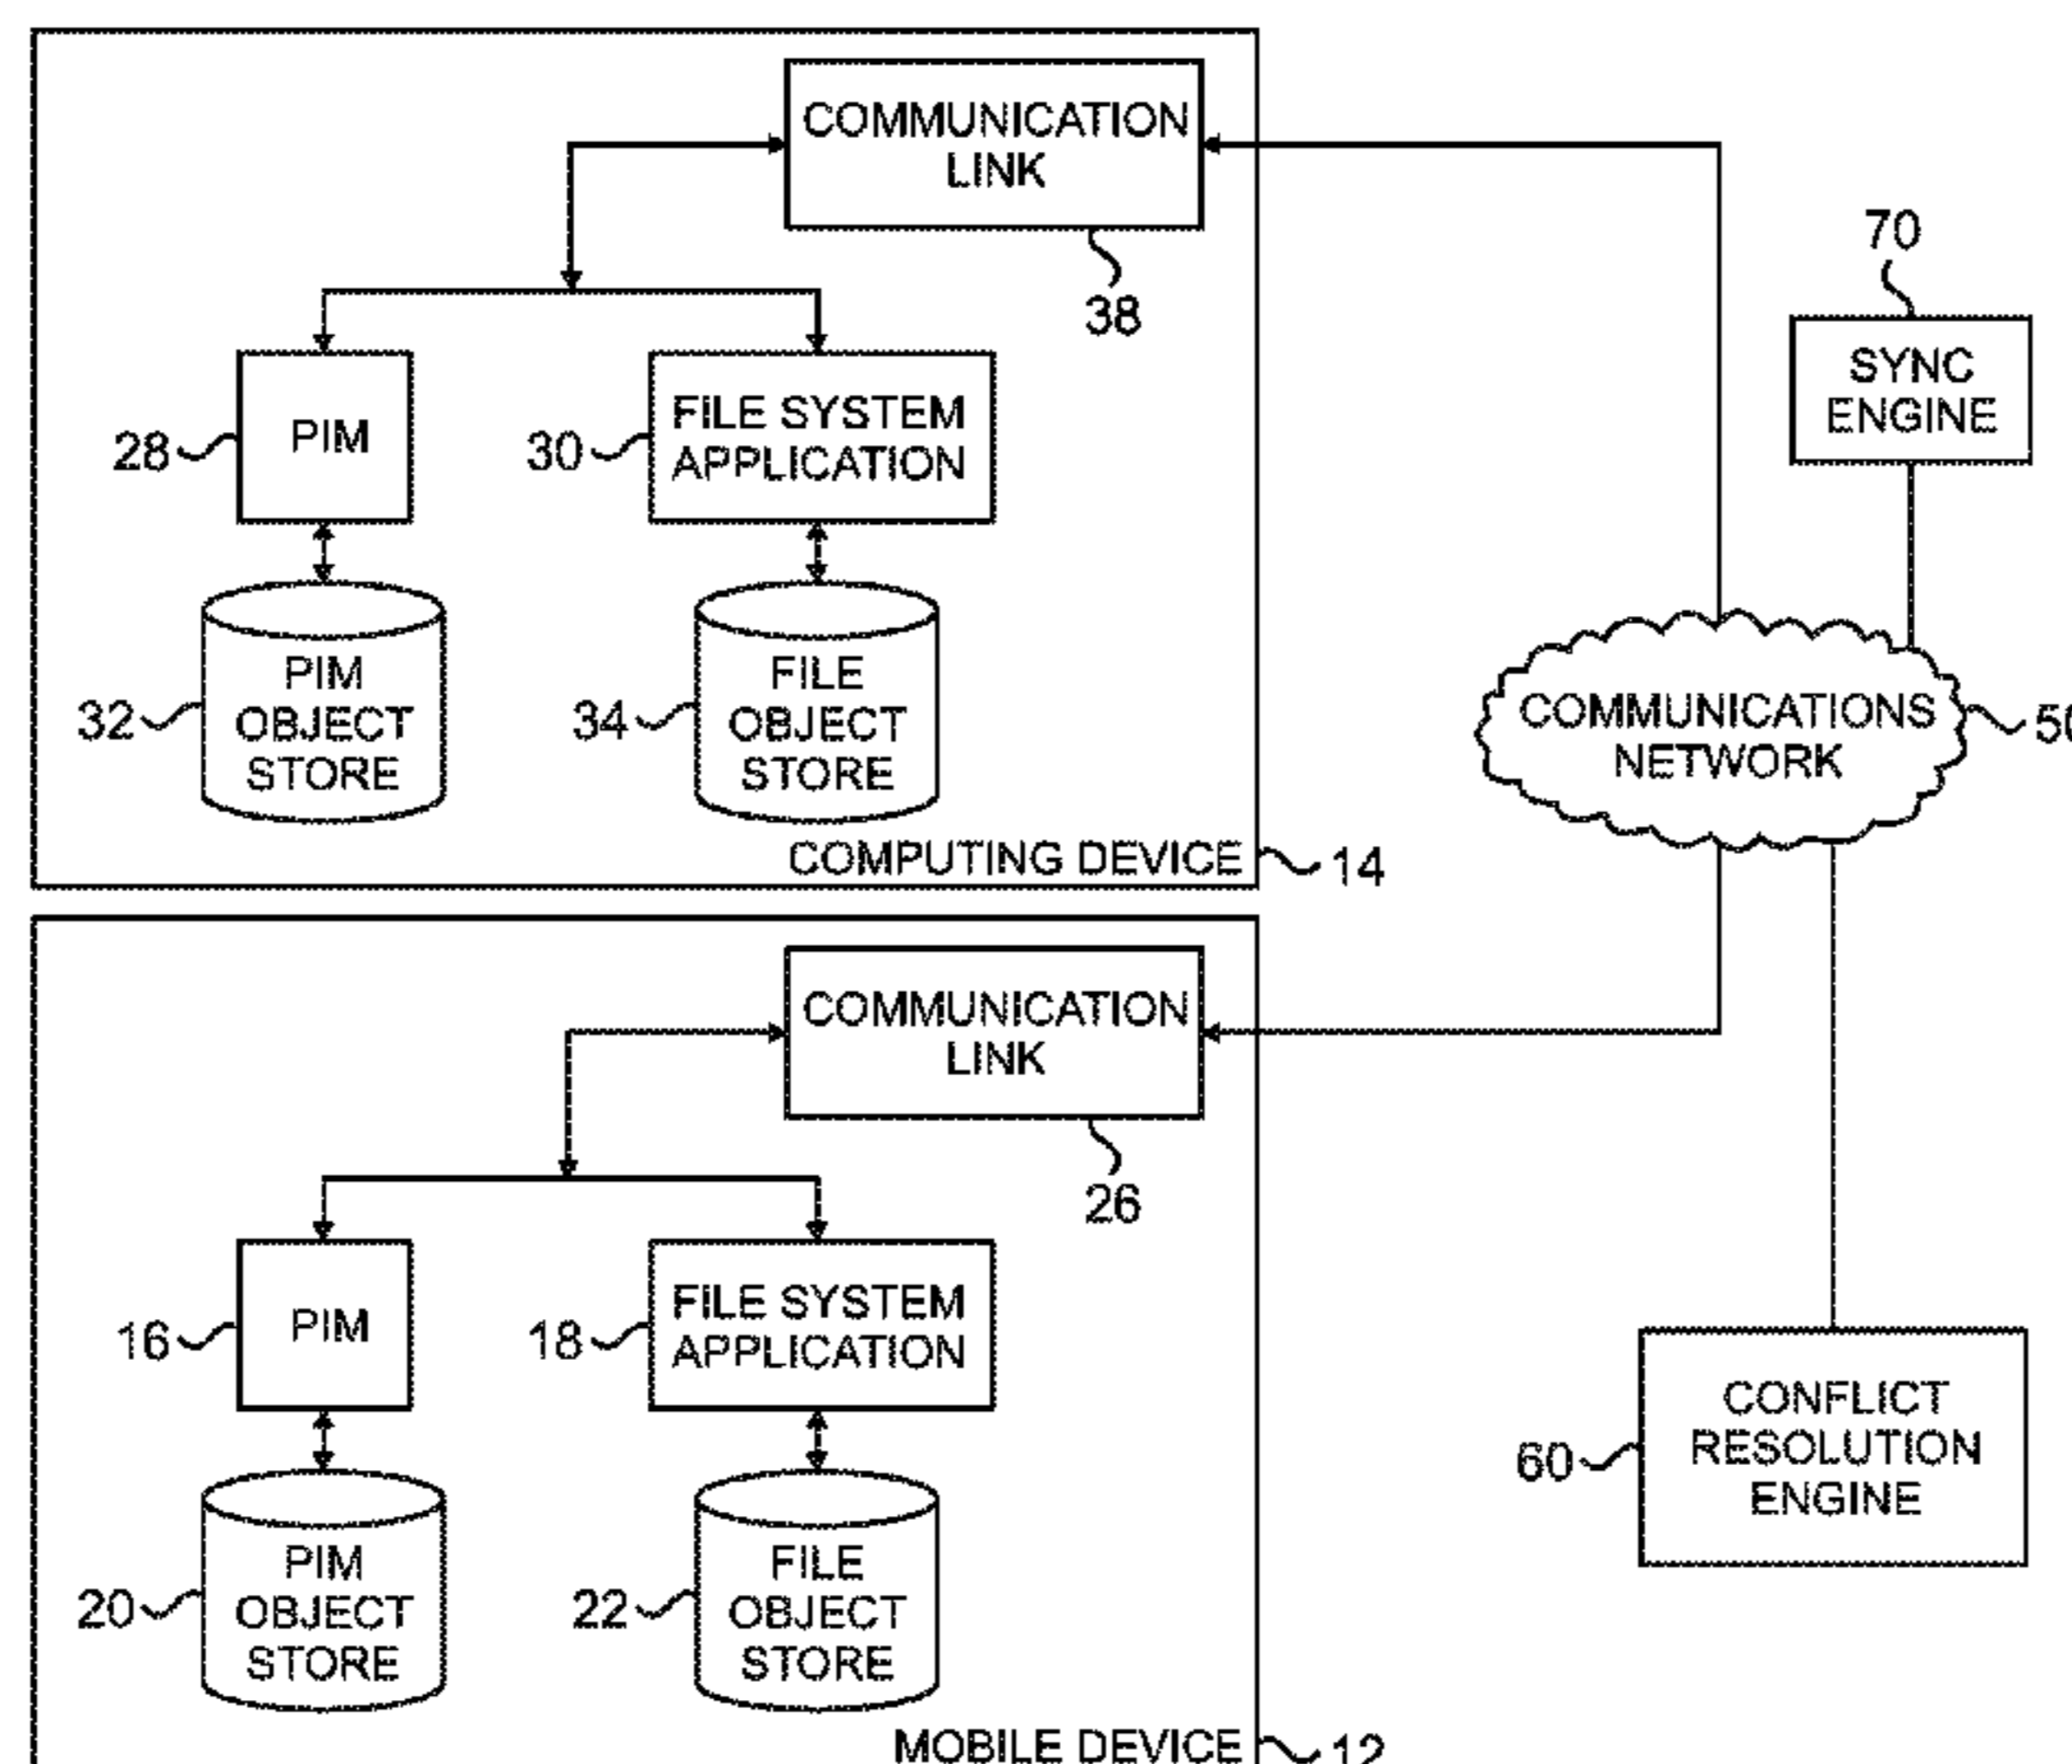 COMMUNICATION
LINK
38
70
SYNC
ENGINE
28
PIM
30
FILE SYSTEM
APPLICATION
32
PIM
OBJECT
STORE
34
FILE
OBJECT
STORE
COMMUNICATIONS
NETWORK
COMPUTING DEVICE
14
COMMUNICATION
LINK
26
16
PIM
18
FILE SYSTEM
APPLICATION
60
CONFLICT
RESOLUTION
ENGINE
20
PIM
OBJECT
STORE
22
FILE
OBJECT
STORE
MOBILE DEVICE
12